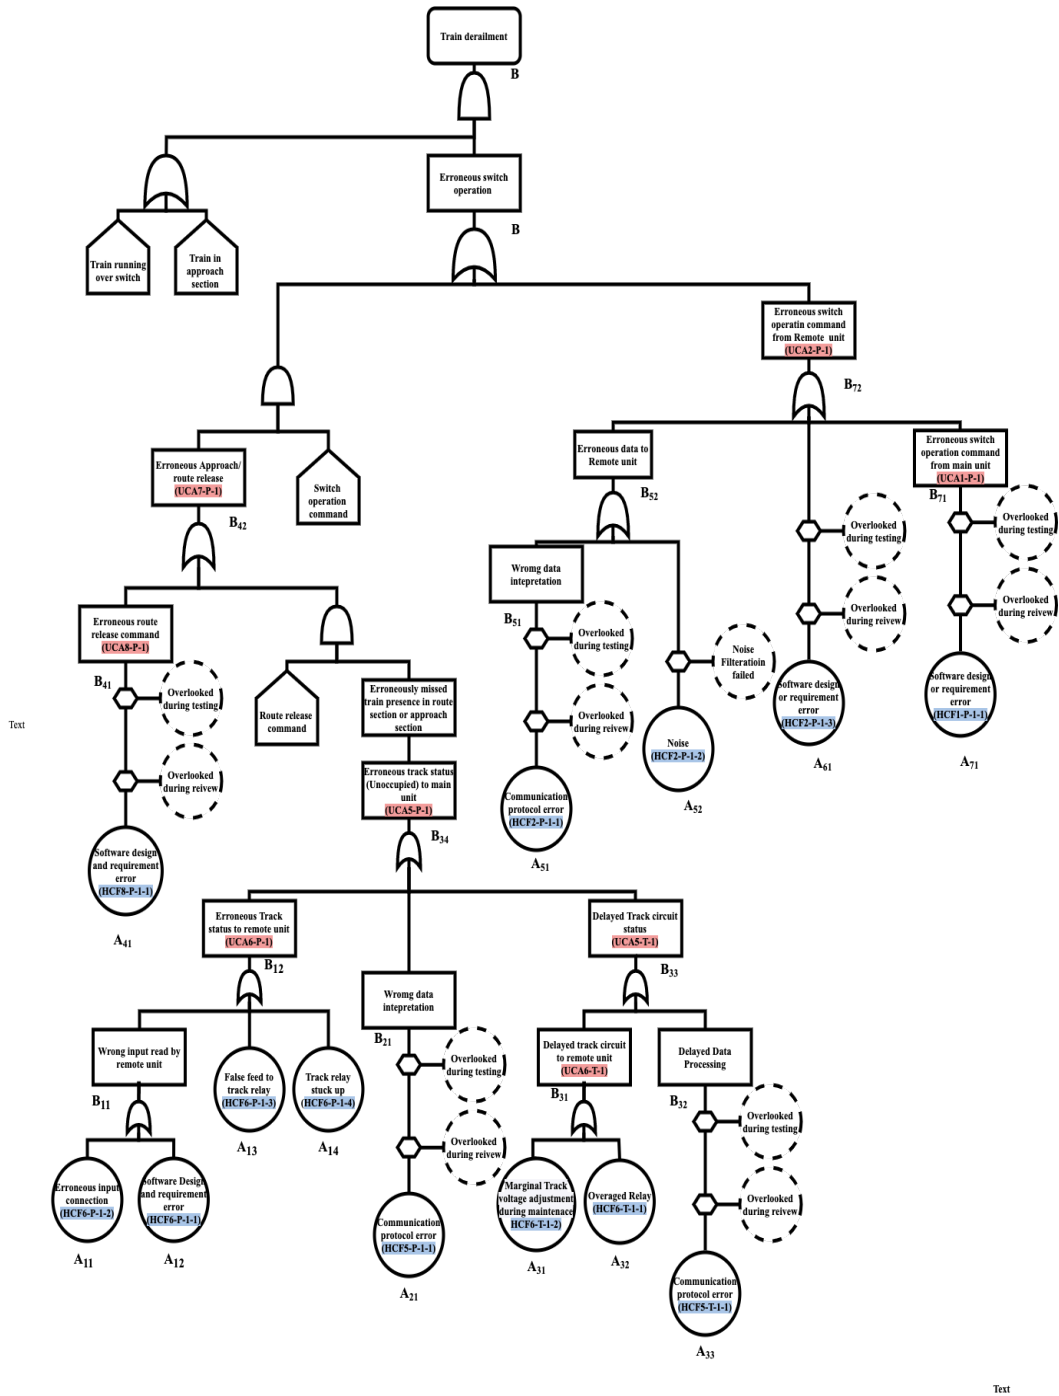 Train derailment
B
Erroneous switch
operation
B
Train running
over switch
Train in
approach
section
Erroneous switch
operatin command
from Remote unit
(UCA2-P-1)
B72
Erroneous Approach/
route release
(UCA7-P-1)
B42
Switch
operation
command
Erroneous data to
Remote unit
B52
Erroneous switch
operation command
from main unit
(UCA1-P-1)
B71
Overlooked
during testing
Overlooked
during reivew
Overlooked
during testing
Overlooked
during reivew
Wromg data
intepretation
B51
Overlooked
during testing
Overlooked
during reivew
Noise
Filteratioin
failed
Erroneous route
release command
(UCA8-P-1)
B41
Overlooked
during testing
Overlooked
during reivew
Route release
command
Erroneously missed
train presence in route
section or approach
section
Erroneous track status
(Unoccupied) to main
unit
(UCA5-P-1)
B34
Software design
or requirement
error
(HCF2-P-1-3)
A61
Software design
or requirement
error
(HCF1-P-1-1)
A71
Noise
(HCF2-P-1-2)
A52
Communication
protocol error
(HCF2-P-1-1)
A51
Text
Software design
and requirement
error
(HCF8-P-1-1)
A41
Erroneous Track
status to remote unit
(UCA6-P-1)
B12
Delayed Track circuit
status
(UCA5-T-1)
B33
Wromg data
intepretation
B21
Overlooked
during testing
Overlooked
during reivew
Wrong input read by
remote unit
B11
False feed to
track relay
(HCF6-P-1-3)
A13
Track relay
stuck up
(HCF6-P-1-4)
A14
Delayed track circuit
to remote unit
(UCA6-T-1)
B31
Delayed Data
Processing
B32
Overlooked
during testing
Overlooked
during reivew
Erroneous input
connection
(HCF6-P-1-2)
A11
Software Design
and requirement
error
(HCF6-P-1-1)
A12
Communication
protocol error
(HCF5-P-1-1)
A21
Marginal Track
voltage adjustment
during maintenace
HCF6-T-1-2)
A31
Overaged Relay
(HCF6-T-1-1)
A32
Communication
protocol error
(HCF5-T-1-1)
A33
Text